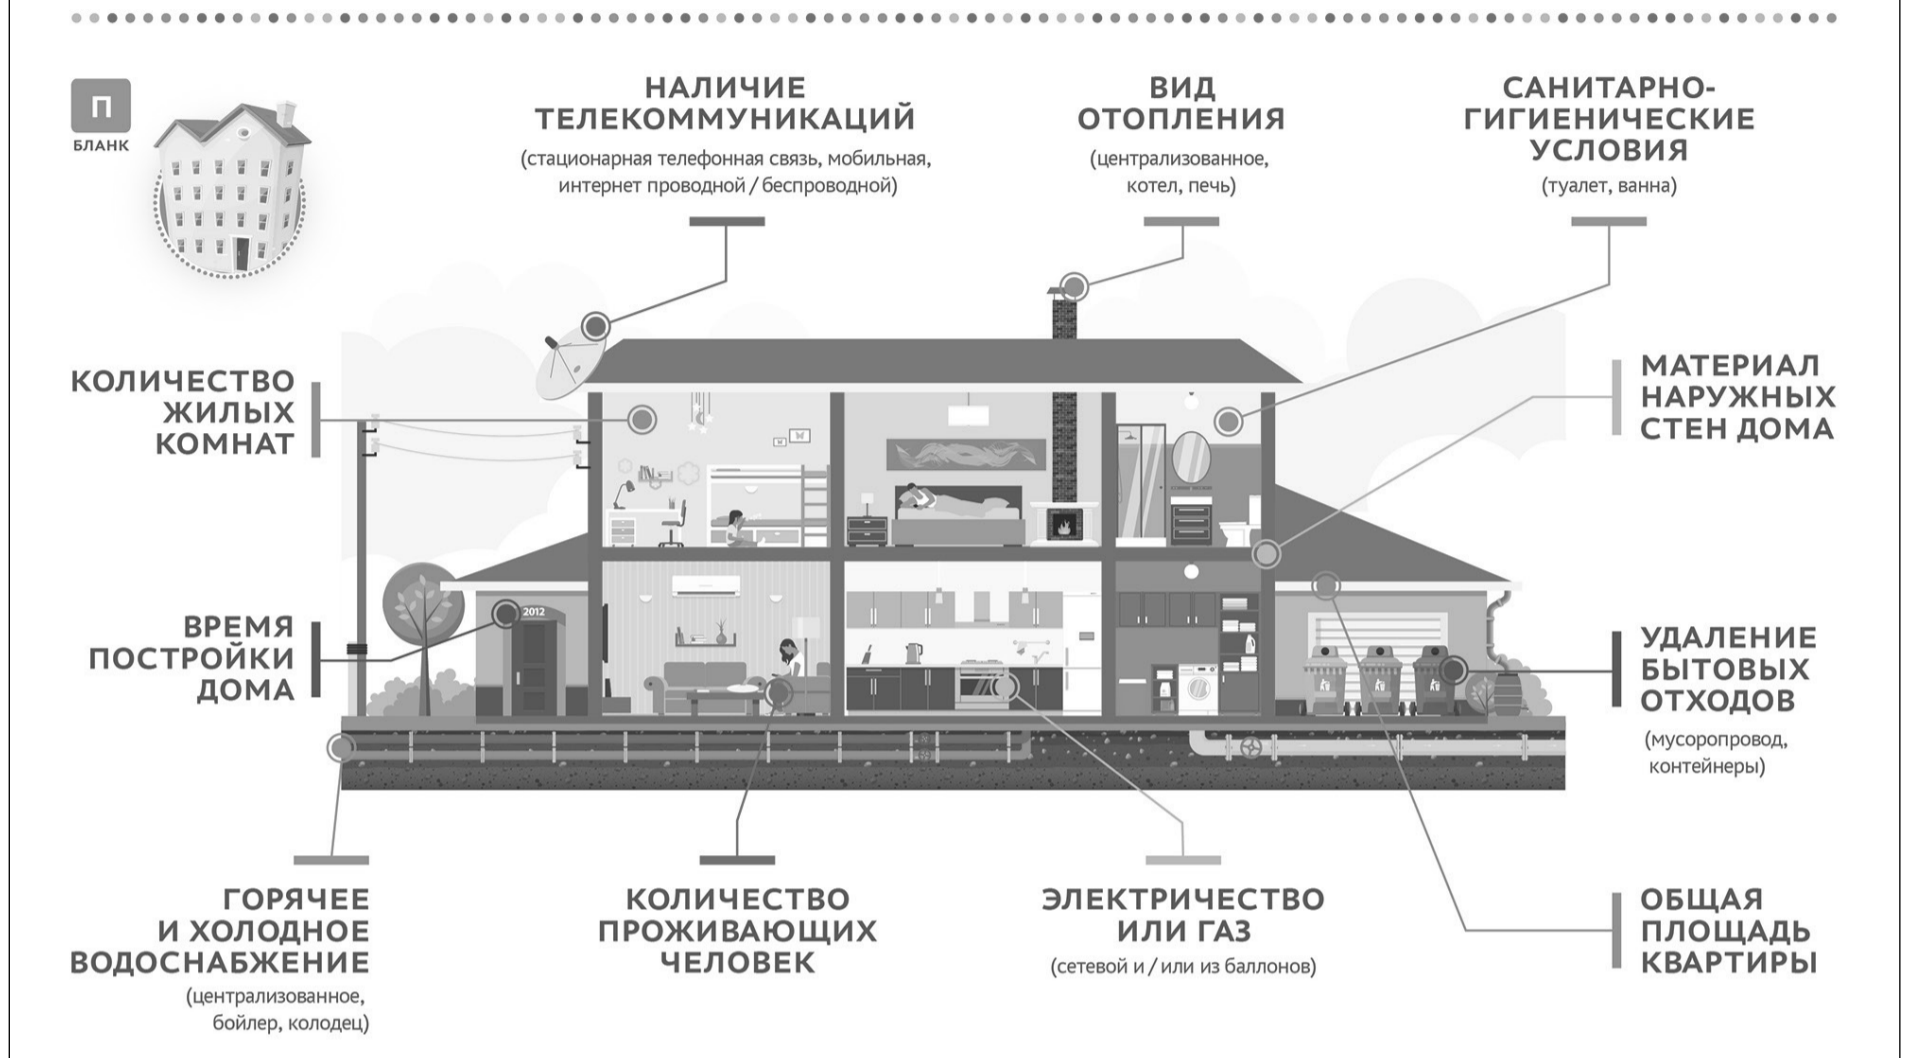 П
БЛАНК
НАЛИЧИЕ
ТЕЛЕКОММУНИКАЦИЙ
(стационарная телефонная связь, мобильная,
интернет проводной / беспроводной)
ВИД
ОТОПЛЕНИЯ
(централизованное,
котел, печь)
САНИТАРНО-
ГИГИЕНИЧЕСКИЕ
УСЛОВИЯ
(туалет, ванна)
КОЛИЧЕСТВО
ЖИЛЫХ
КОМНАТ
МАТЕРИАЛ
НАРУЖНЫХ
СТЕН ДОМА
ВРЕМЯ
ПОСТРОЙКИ
ДОМА
2012
УДАЛЕНИЕ
БЫТОВЫХ
ОТХОДОВ
(мусоропровод,
контейнеры)
ГОРЯЧЕЕ
И ХОЛОДНОЕ
ВОДОСНАБЖЕНИЕ
(централизованное,
бойлер, колодец)
КОЛИЧЕСТВО
ПРОЖИВАЮЩИХ
ЧЕЛОВЕК
ЭЛЕКТРИЧЕСТВО
ИЛИ ГАЗ
(сетевой и / или из баллонов)
ОБЩАЯ
ПЛОЩАДЬ
КВАРТИРЫ